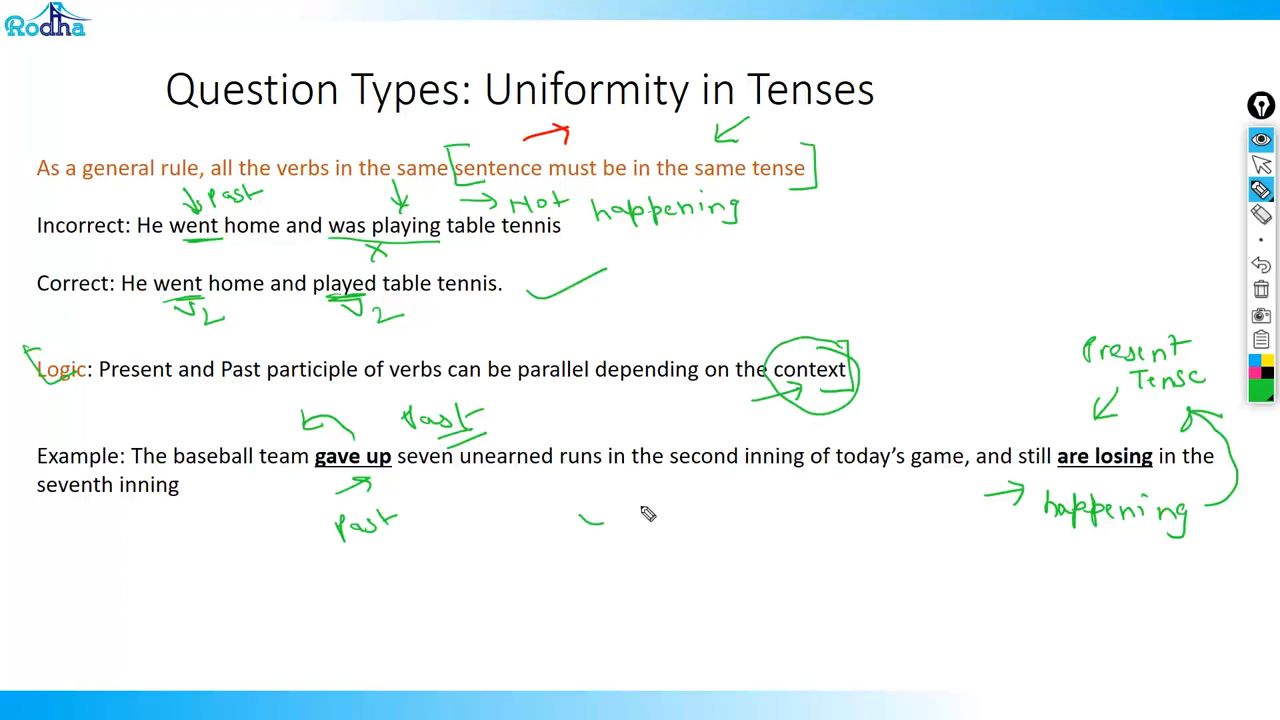 Rodha
Question Types: Uniformity in Tenses
As a general rule, all the verbs in the same sentence must be in the same tense
Past
→ Not happening
Incorrect: He went home and was playing table tennis
x
Correct: He went home and played table tennis.
V2 V2
Present
Tense
Logic: Present and Past participle of verbs can be parallel depending on the context
Past
Example: The baseball team gave up seven unearned runs in the second inning of today’s game, and still are losing in the
seventh inning
→ happening
Past